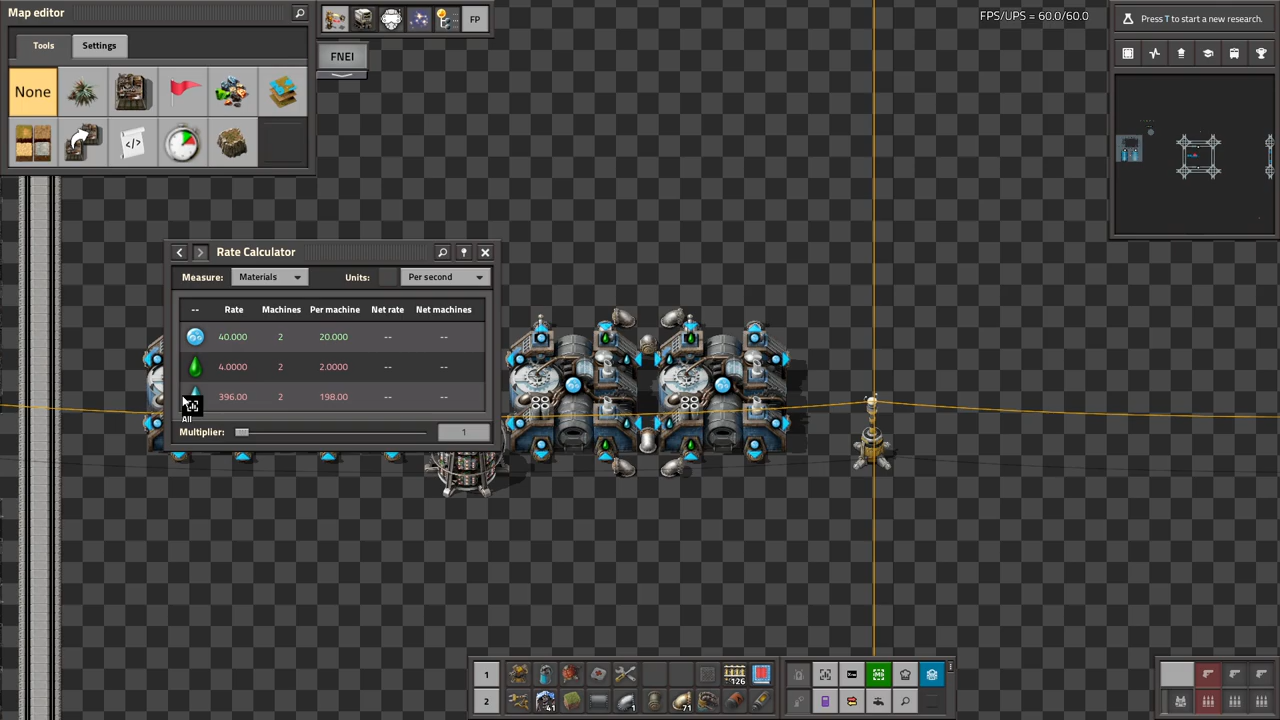 Map editor
FP
FPS/UPS = 60.0/60.0
Press T to start a new research.
Tools
Settings
FNEI
None
</>
Rate Calculator
Measure:
Materials
Units:
Per second
--
Rate
Machines
Per machine
Net rate
Net machines
40.000
2
20.000
--
--
4.0000
2
2.0000
--
--
396.00
2
198.00
--
--
All
Multiplier:
1
1
126
2
41
1
71